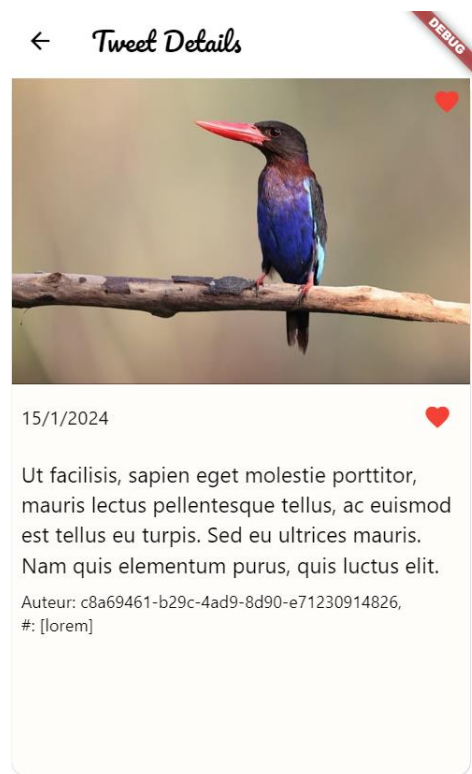 Tweet Details
DEBUG
15/1/2024
Ut facilisis, sapien eget molestie porttitor,
mauris lectus pellentesque tellus, ac euismod
est tellus eu turpis. Sed eu ultrices mauris.
Nam quis elementum purus, quis luctus elit.
Auteur: c8a69461-b29c-4ad9-8d90-e71230914826,
#: [lorem]